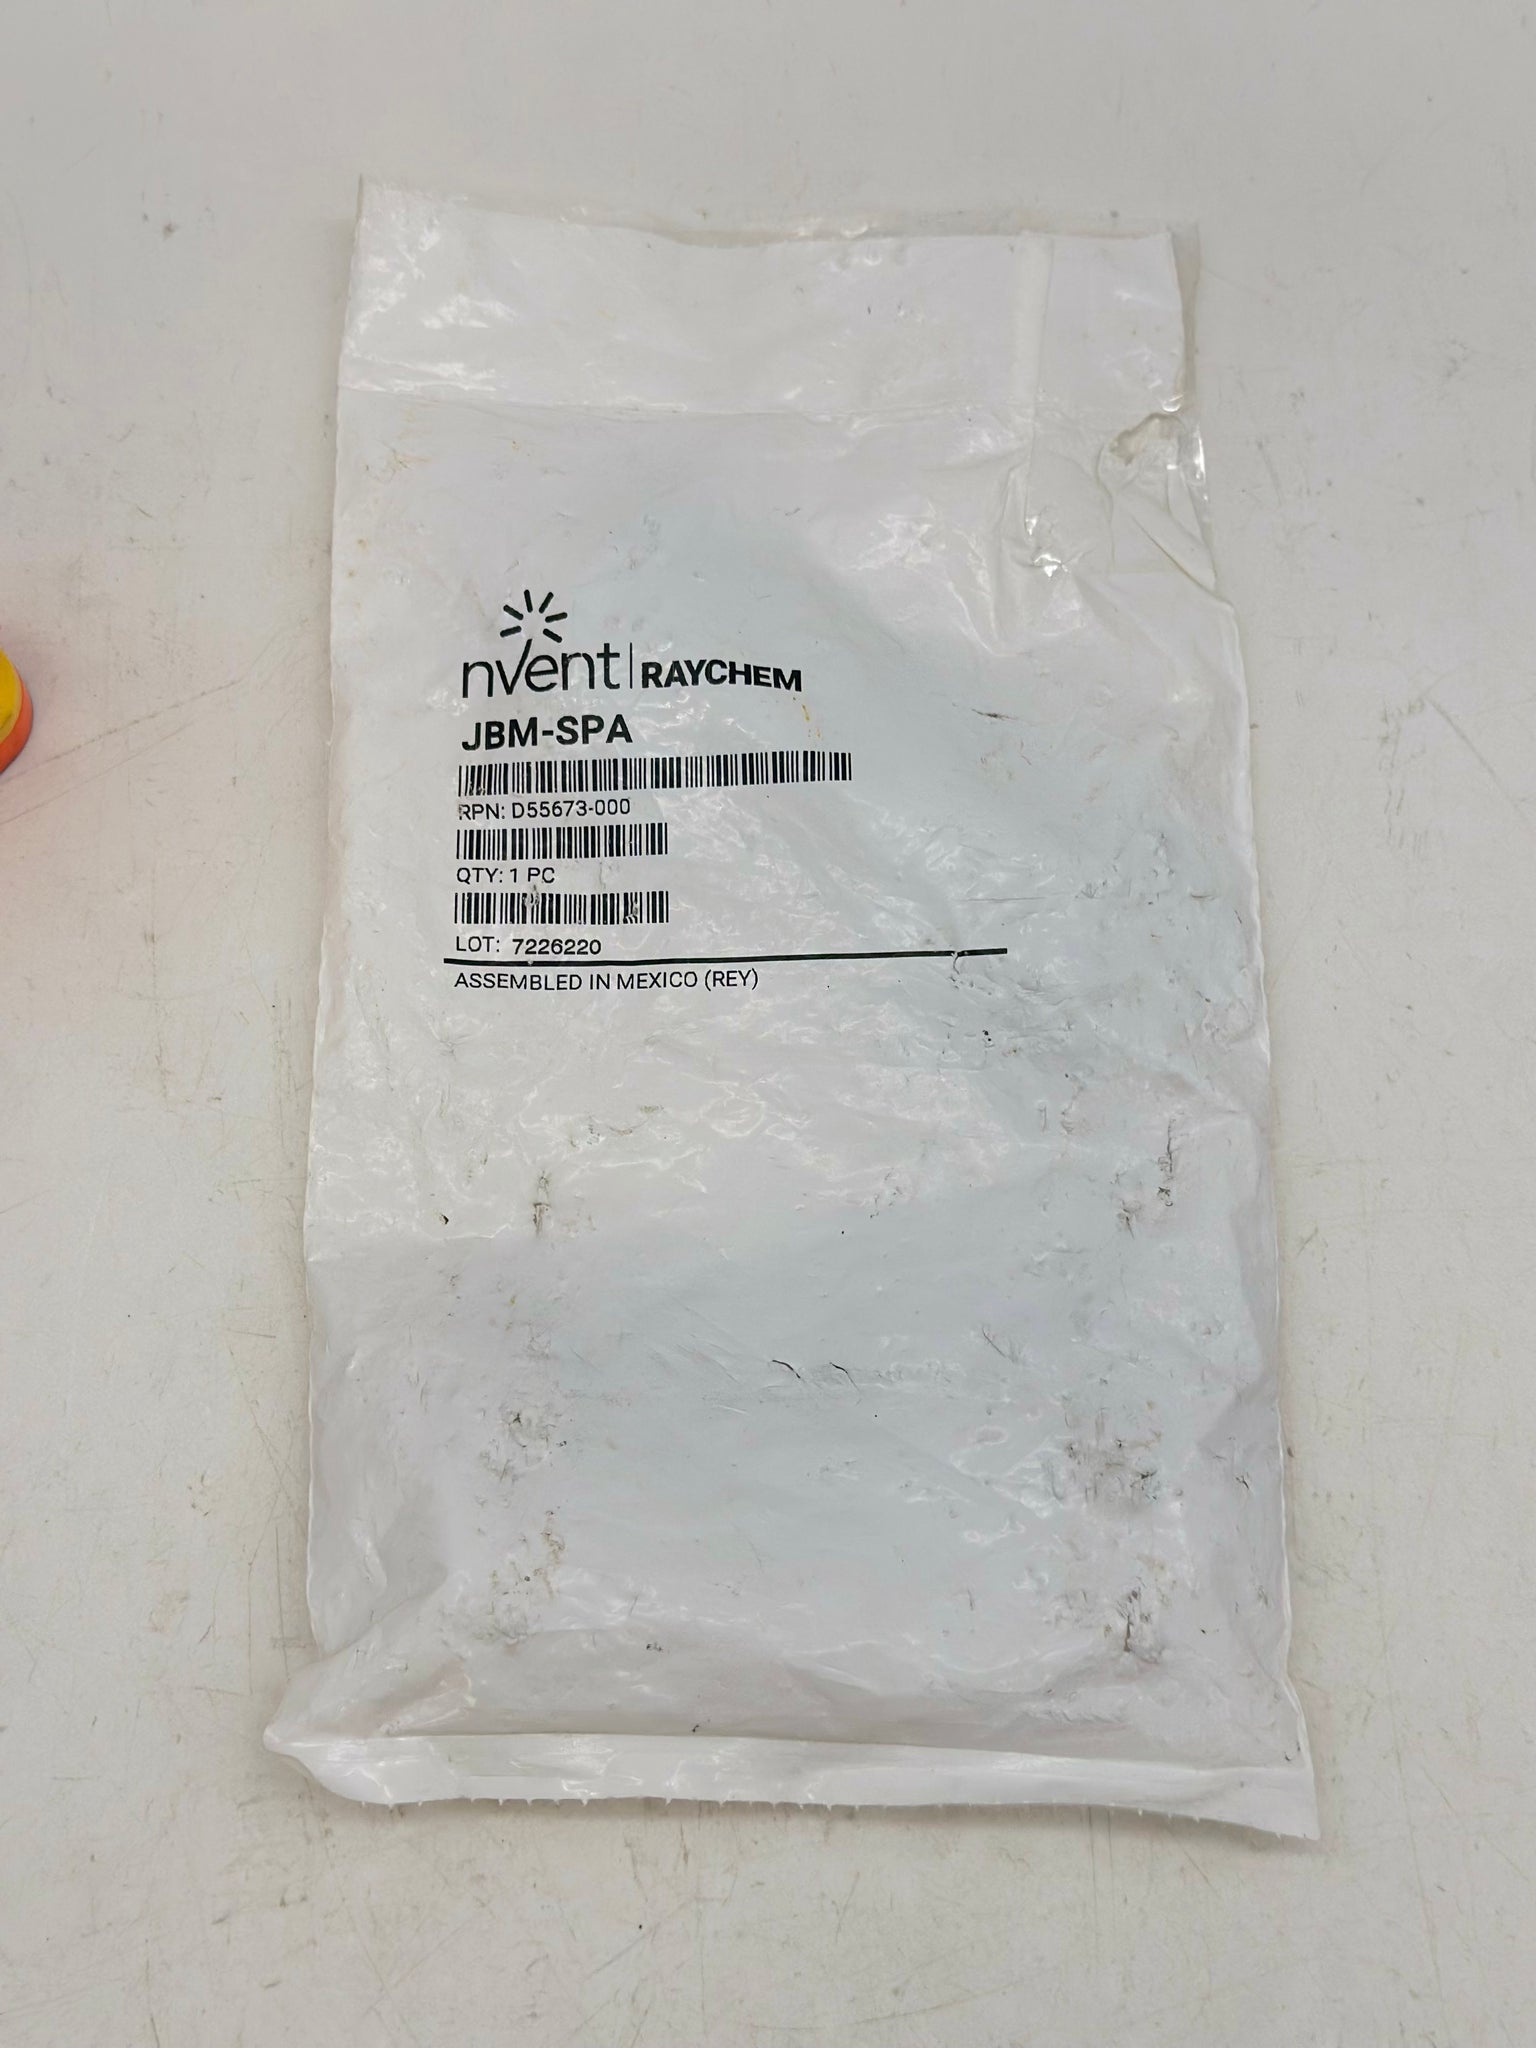 nvent | RAYCHEM
JBM-SPA
RPN: D55673-000
QTY: 1 PC
LOT: 7226220
ASSEMBLED IN MEXICO (REY)